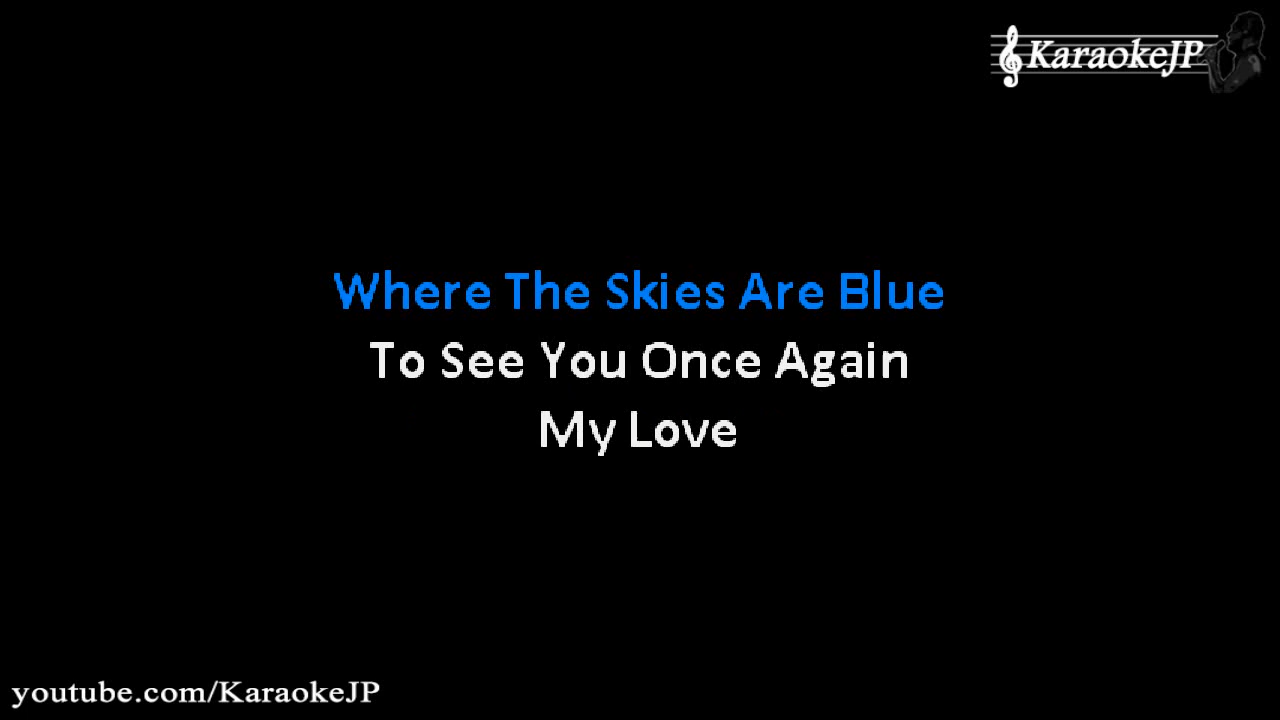 KaraokeJP
Where The Skies Are Blue
To See You Once Again
My Love
youtube.com/KaraokeJP